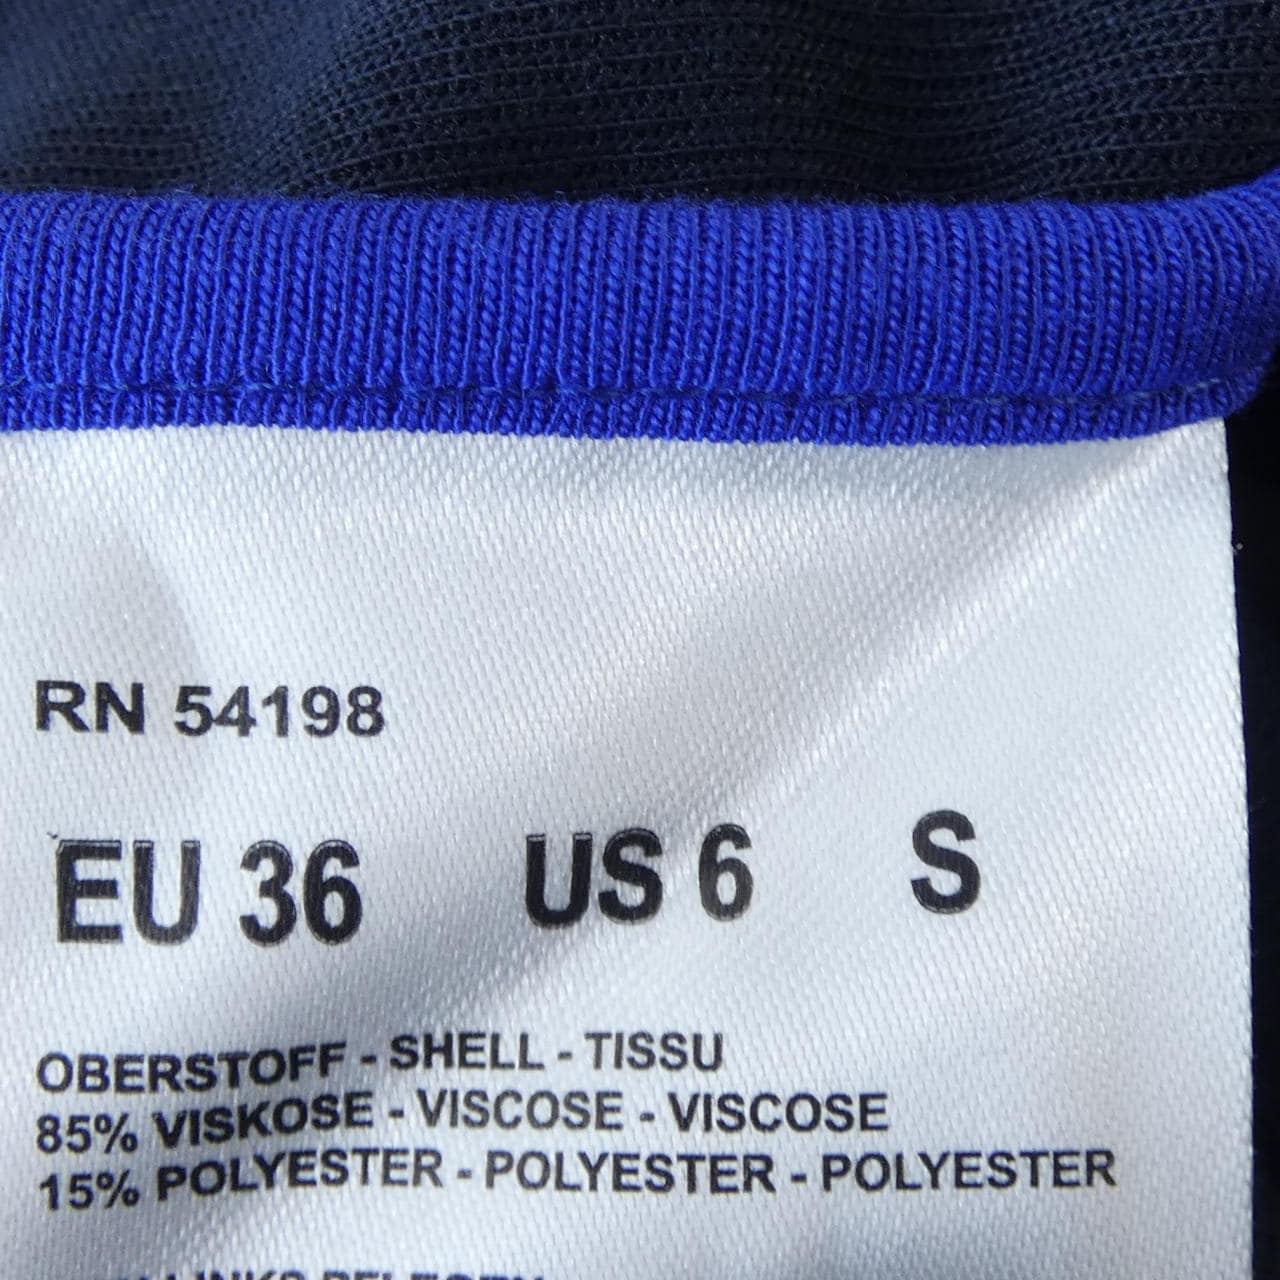 RN 54198
EU 36 US 6 S
OBERSTOFF - SHELL - TISSU
85% VISKOSE - VISCOSE - VISCOSE
15% POLYESTER - POLYESTER - POLYESTER